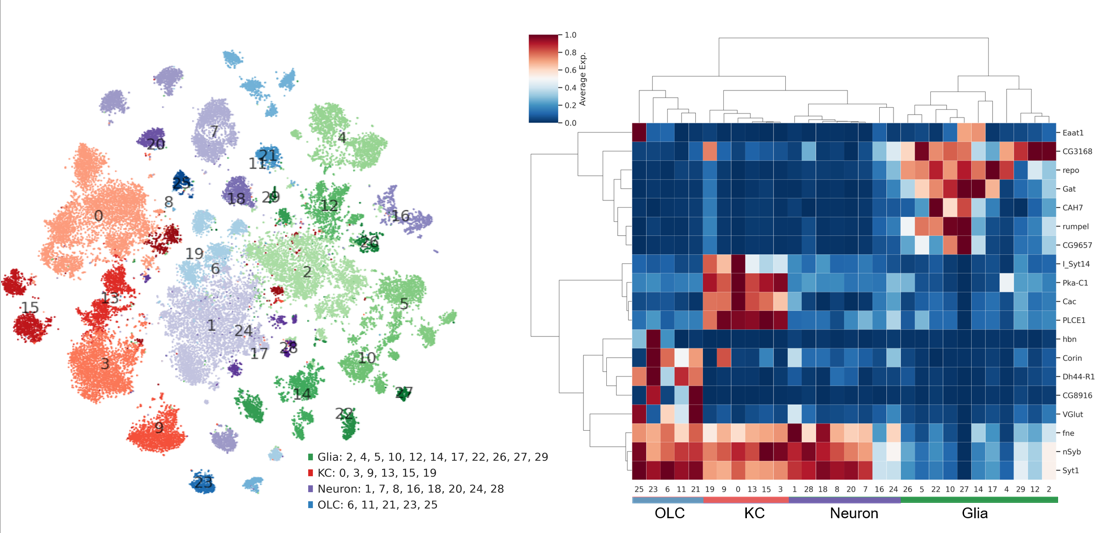 20
7
4
21
11
25
8
18
29
12
16
26
0
19
6
2
15
13
1
24
5
3
17
28
10
14
27
9
22
23
Glia: 2, 4, 5, 10, 12, 14, 17, 22, 26, 27, 29
KC: 0, 3, 9, 13, 15, 19
Neuron: 1, 7, 8, 16, 18, 20, 24, 28
OLC: 6, 11, 21, 23, 25
1.0
0.8
0.6
0.4
0.2
0.0
Average Exp.
Eaat1
CG3168
repo
Gat
CAH7
rumpel
CG9657
l_Syt14
Pka-C1
Cac
PLCE1
hbn
Corin
Dh44-R1
CG8916
VGlut
fne
nSyb
Syt1
25 23 6 11 21 19 9 0 13 15 3 1 28 18 8 20 7 16 24 26 5 22 10 27 14 17 4 29 12 2
OLC KC Neuron Glia